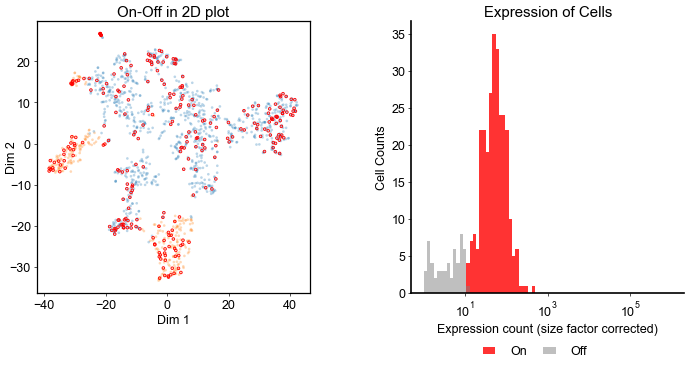 On-Off in 2D plot
Dim 2
20
10
0
−10
−20
−30
−40
−20
0
20
40
Dim 1
Expression of Cells
Cell Counts
35
30
25
20
15
10
5
0
10^1
10^3
10^5
Expression count (size factor corrected)
On
Off